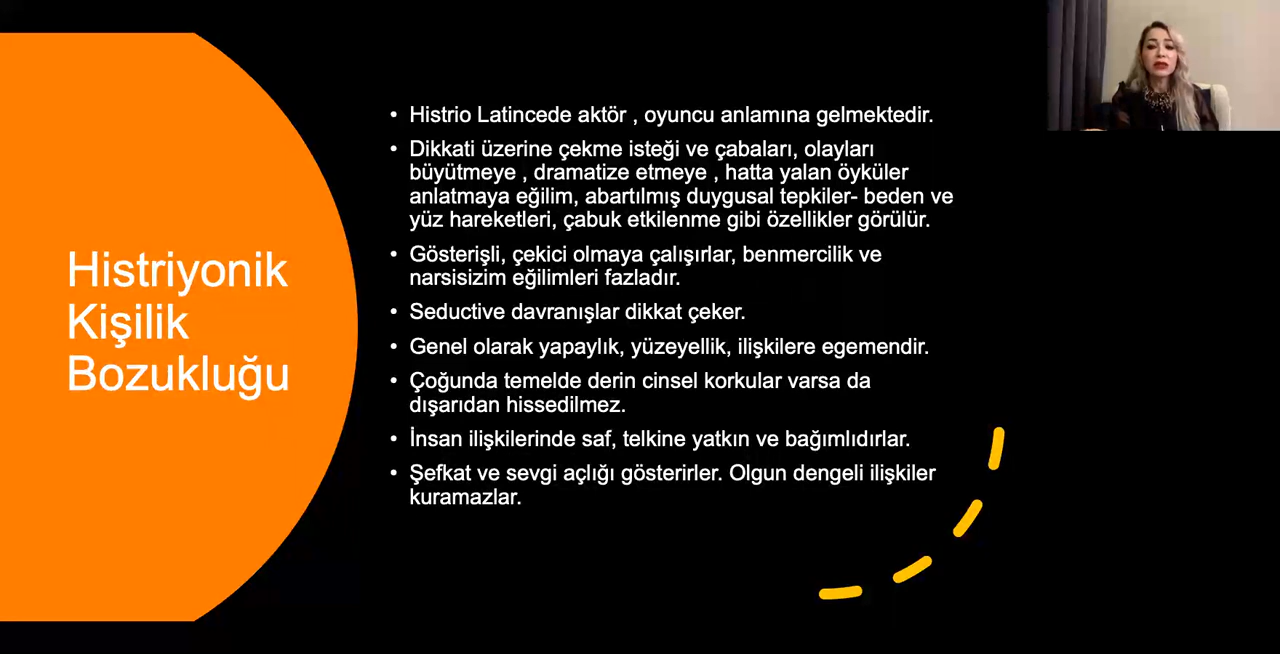 Histriyonik
Kişilik
Bozukluğu
• Histrio Latincede aktör , oyuncu anlamına gelmektedir.
• Dikkati üzerine çekme isteği ve çabaları, olayları
büyütmeye , dramatize etmeye , hatta yalan öyküler
anlatmaya eğilim, abartılmış duygusal tepkiler- beden ve
yüz hareketleri, çabuk etkilenme gibi özellikler görülür.
• Gösterişli, çekici olmaya çalışırlar, benmercilik ve
narsisizim eğilimleri fazladır.
• Seductive davranışlar dikkat çeker.
• Genel olarak yapaylık, yüzeyellik, ilişkilere egemendir.
• Çoğunda temelde derin cinsel korkular varsa da
dışarıdan hissedilmez.
• İnsan ilişkilerinde saf, telkine yatkın ve bağımlıdırlar.
• Şefkat ve sevgi açlığı gösterirler. Olgun dengeli ilişkiler
kuramazlar.